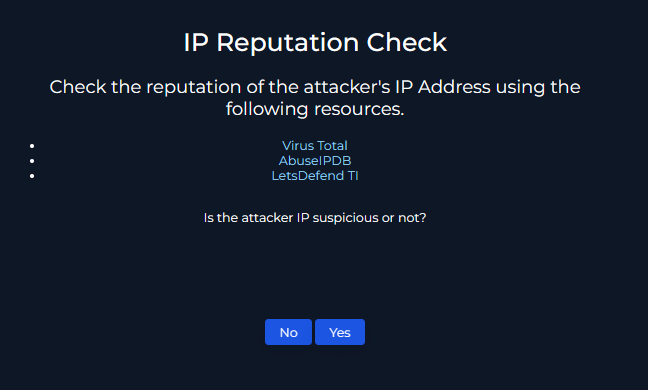 IP Reputation Check
Check the reputation of the attacker's IP Address using the
following resources.
Virus Total
AbuseIPDB
LetsDefend TI
Is the attacker IP suspicious or not?
No Yes